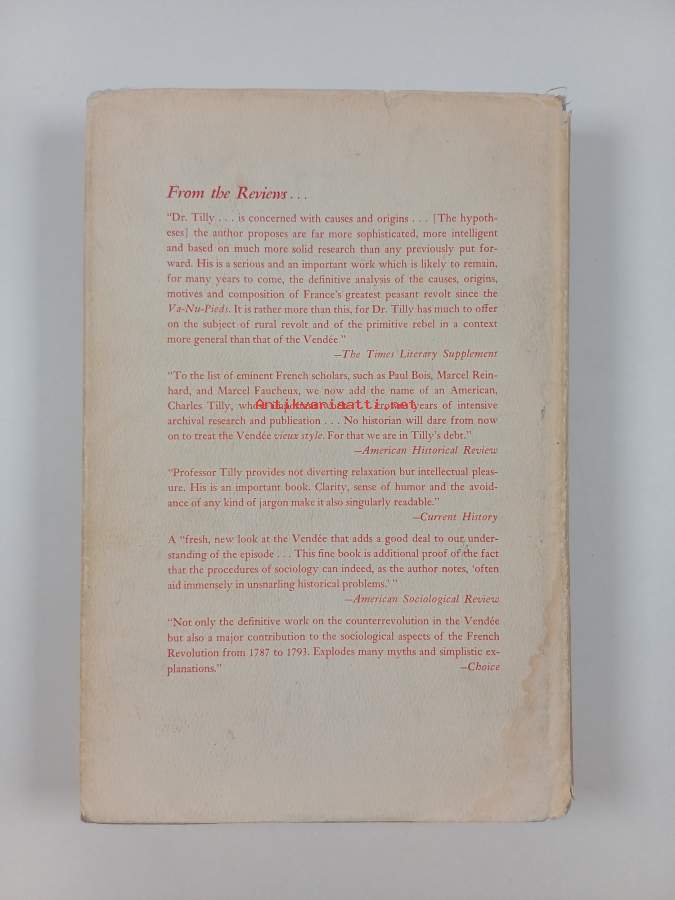 From the Reviews . . .
"Dr. Tilly . . . is concerned with causes and origins . . . [The hypoth-
eses] the author proposes are far more sophisticated, more intelligent
and based on much more solid research than any previously put for-
ward. His is a serious and an important work which is likely to remain,
for many years to come, the definitive analysis of the causes, origins,
motives and composition of France's greatest peasant revolt since the
Va-Nu-Pieds. It is rather more than this, for Dr. Tilly has much to offer
on the subject of rural revolt and of the primitive rebel in a context
more general than that of the Vendée."
—The Times Literary Supplement
"To the list of eminent French scholars, such as Paul Bois, Marcel Rein-
hard, and Marcel Faucheux, we now add the name of an American,
Charles Tilly, years of intensive
Antikvariaatti.net
archival research and publication . . . No historian will dare from now
on to treat the Vendée vieux style. For that we are in Tilly's debt."
—American Historical Review
"Professor Tilly provides not diverting relaxation but intellectual pleas-
ure. His is an important book. Clarity, sense of humor and the avoid-
ance of any kind of jargon make it also singularly readable."
—Current History
A "fresh, new look at the Vendée that adds a good deal to our under-
standing of the episode . . . This fine book is additional proof of the fact
that the procedures of sociology can indeed, as the author notes, 'often
aid immensely in unsnarling historical problems.' "
—American Sociological Review
"Not only the definitive work on the counterrevolution in the Vendée
but also a major contribution to the sociological aspects of the French
Revolution from 1787 to 1793. Explodes many myths and simplistic ex-
planations." —Choice